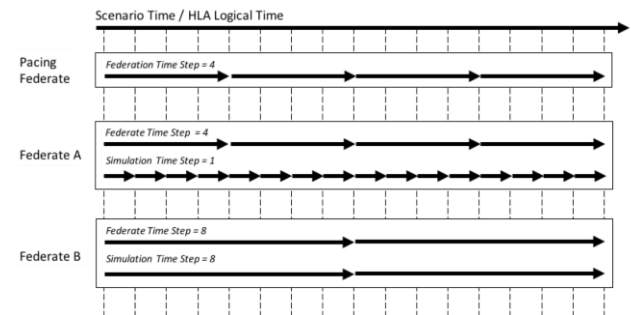 Scenario Time / HLA Logical Time
Pacing
Federate
Federation Time Step = 4
Federate A
Federate Time Step = 4
Simulation Time Step = 1
Federate B
Federate Time Step = 8
Simulation Time Step = 8